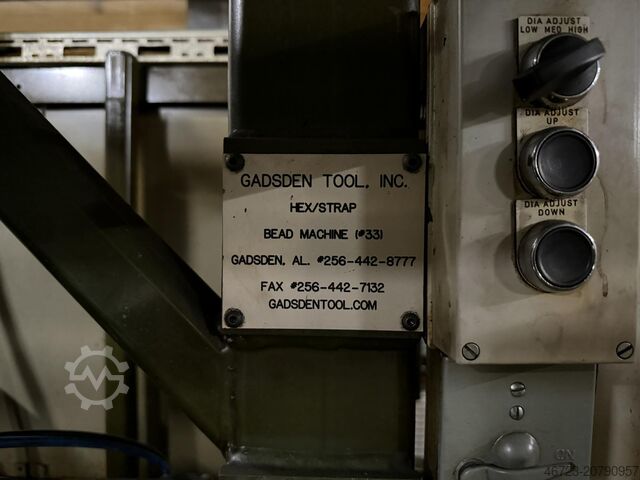 GADSDEN TOOL, INC.
HEX/STRAP
BEAD MACHINE (#33)
GADSDEN, AL. #256-442-8777
FAX #256-442-7132
GADSDENTOOL.COM
DIA ADJUST
LOW MED HIGH
DIA ADJUST
UP
DIA ADJUST
DOWN
ON
46723-20790957